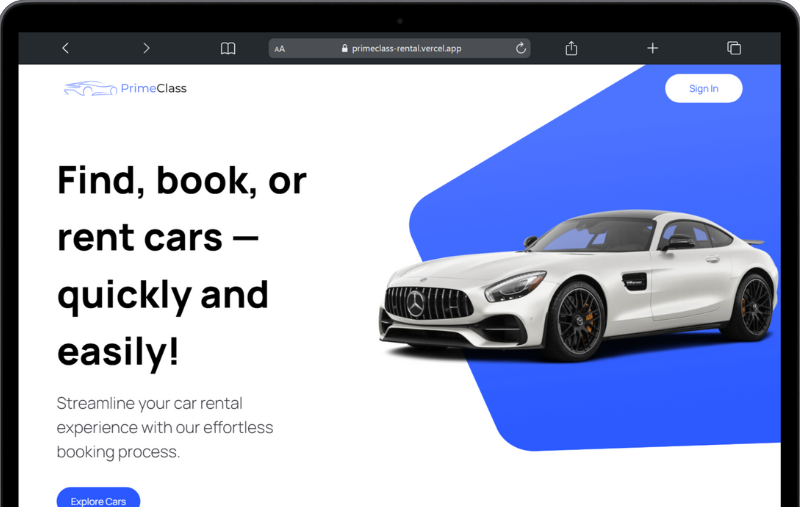 AA primeclass-rental.vercel.app
PrimeClass
Sign In
Find, book, or
rent cars —
quickly and
easily!
Streamline your car rental
experience with our effortless
booking process.
Explore Cars